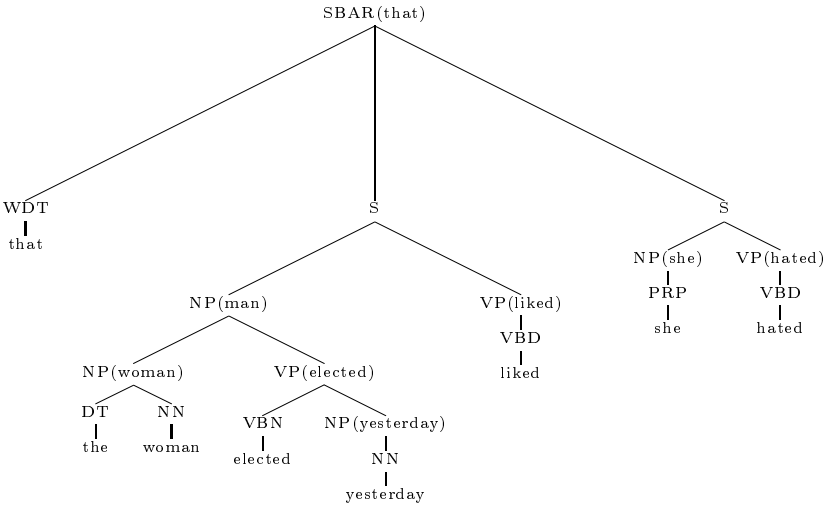 SBAR(that)
WDT S S
that NP(she) VP(hated)
NP(man) VP(liked) PRP VBD
she hated
VBD
NP(woman) VP(elected) liked
DT NN VBN NP(yesterday)
the woman elected NN
yesterday